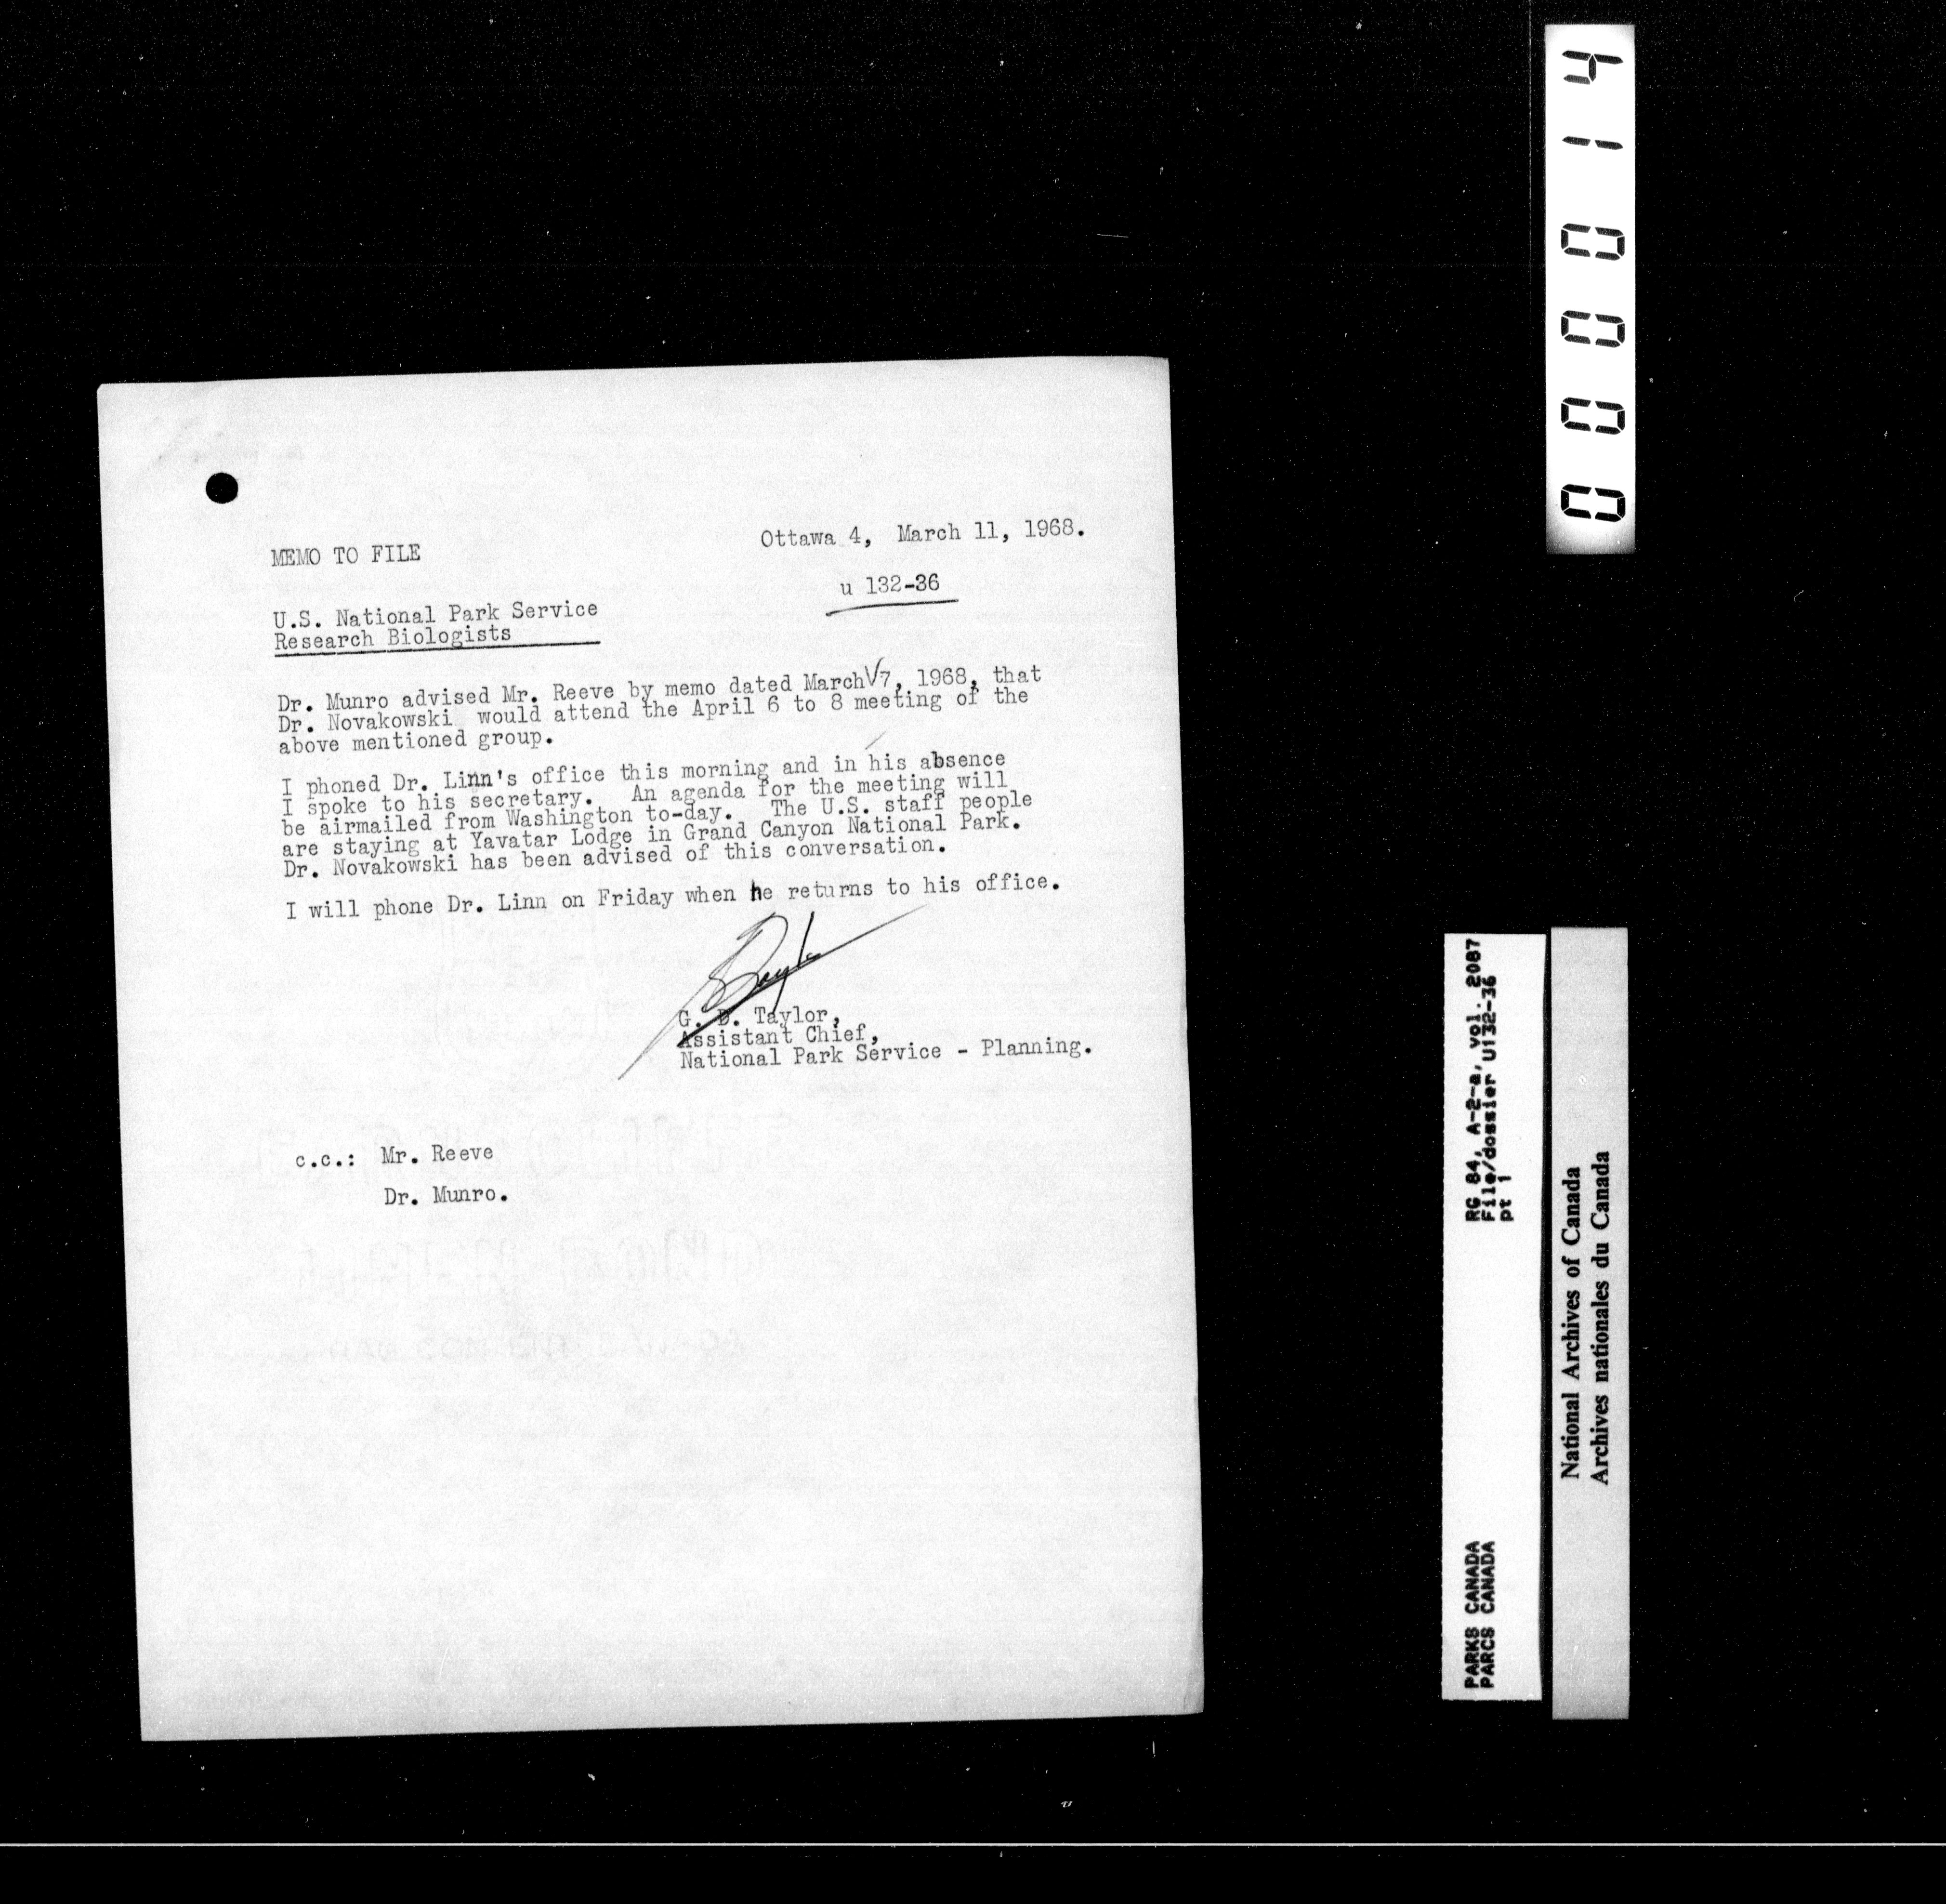 Ottawa 4, March 11, 1968.
MEMO TO FILE
u 132-36
U.S. National Park Service
Research Biologists
Dr. Munro advised Mr. Reeve by memo dated March 7, 1968, that
Dr. Novakowski would attend the April 6 to 8 meeting of the
above mentioned group.
I phoned Dr. Linn's office this morning and in his absence
I spoke to his secretary. An agenda for the meeting will
be airmailed from Washington to-day. The U.S. staff people
are staying at Yavatar Lodge in Grand Canyon National Park.
Dr. Novakowski has been advised of this conversation.
I will phone Dr. Linn on Friday when he returns to his office.
G. D. Taylor,
Assistant Chief,
National Park Service - Planning.
c.c.: Mr. Reeve
Dr. Munro.
000014
RG 84, A-2-a, vol. 2087
File/dossier U132-36
pt 1
PARKS CANADA
PARCS CANADA
National Archives of Canada
Archives nationales du Canada